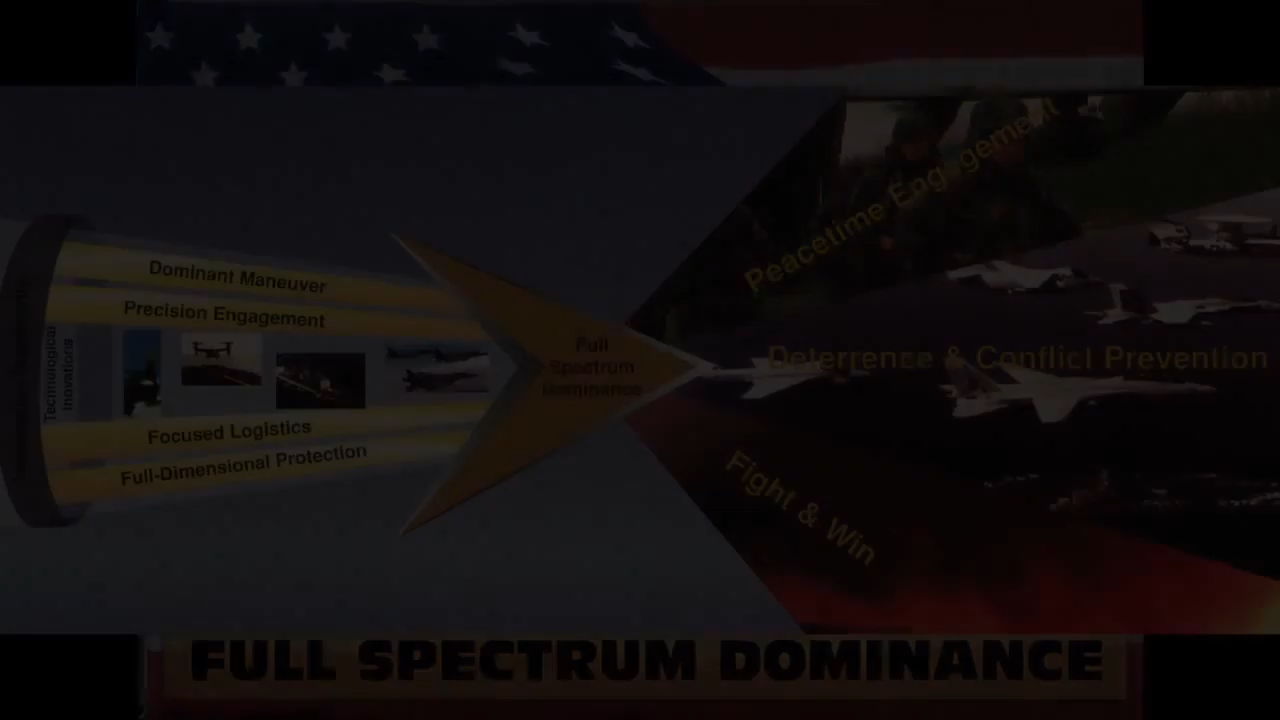 Peacetime Engagement
Dominant Maneuver
Precision Engagement
Technological
Inovations
Full
Spectrum
Dominance
Deterrence & Conflict Prevention
Focused Logistics
Full-Dimensional Protection
Fight & Win
FULL SPECTRUM DOMINANCE